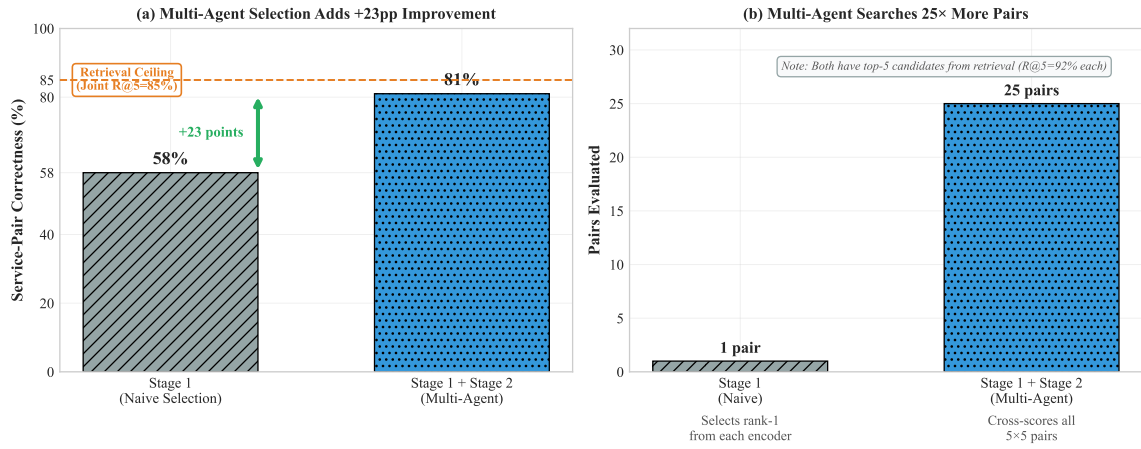 (a) Multi-Agent Selection Adds +23pp Improvement
Service-Pair Correctness (%)
100
85
80
58
40
20
0
Retrieval Ceiling
(Joint R@5=85%)
58%
+23 points
81%
Stage 1
(Naive Selection)
Stage 1 + Stage 2
(Multi-Agent)
(b) Multi-Agent Searches 25× More Pairs
Pairs Evaluated
30
25
20
15
10
5
0
Note: Both have top-5 candidates from retrieval (R@5=92% each)
1 pair
25 pairs
Stage 1
(Naive)
Selects rank-1
from each encoder
Stage 1 + Stage 2
(Multi-Agent)
Cross-scores all
5×5 pairs